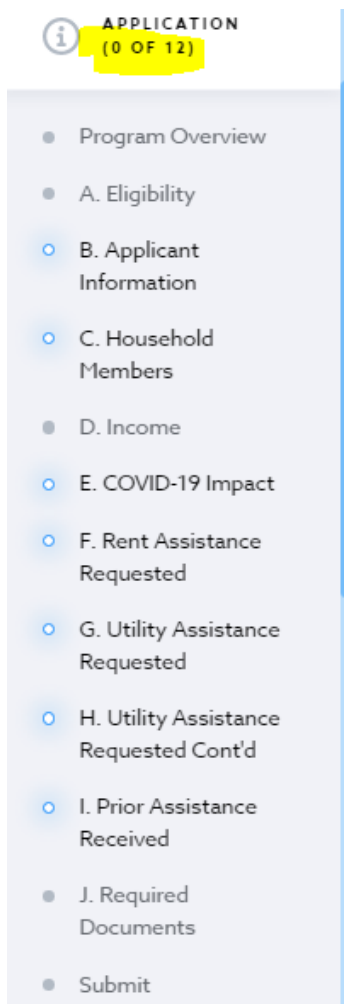 APPLICATION
(0 OF 12)
Program Overview
A. Eligibility
B. Applicant
Information
C. Household
Members
D. Income
E. COVID-19 Impact
F. Rent Assistance
Requested
G. Utility Assistance
Requested
H. Utility Assistance
Requested Cont'd
I. Prior Assistance
Received
J. Required
Documents
Submit